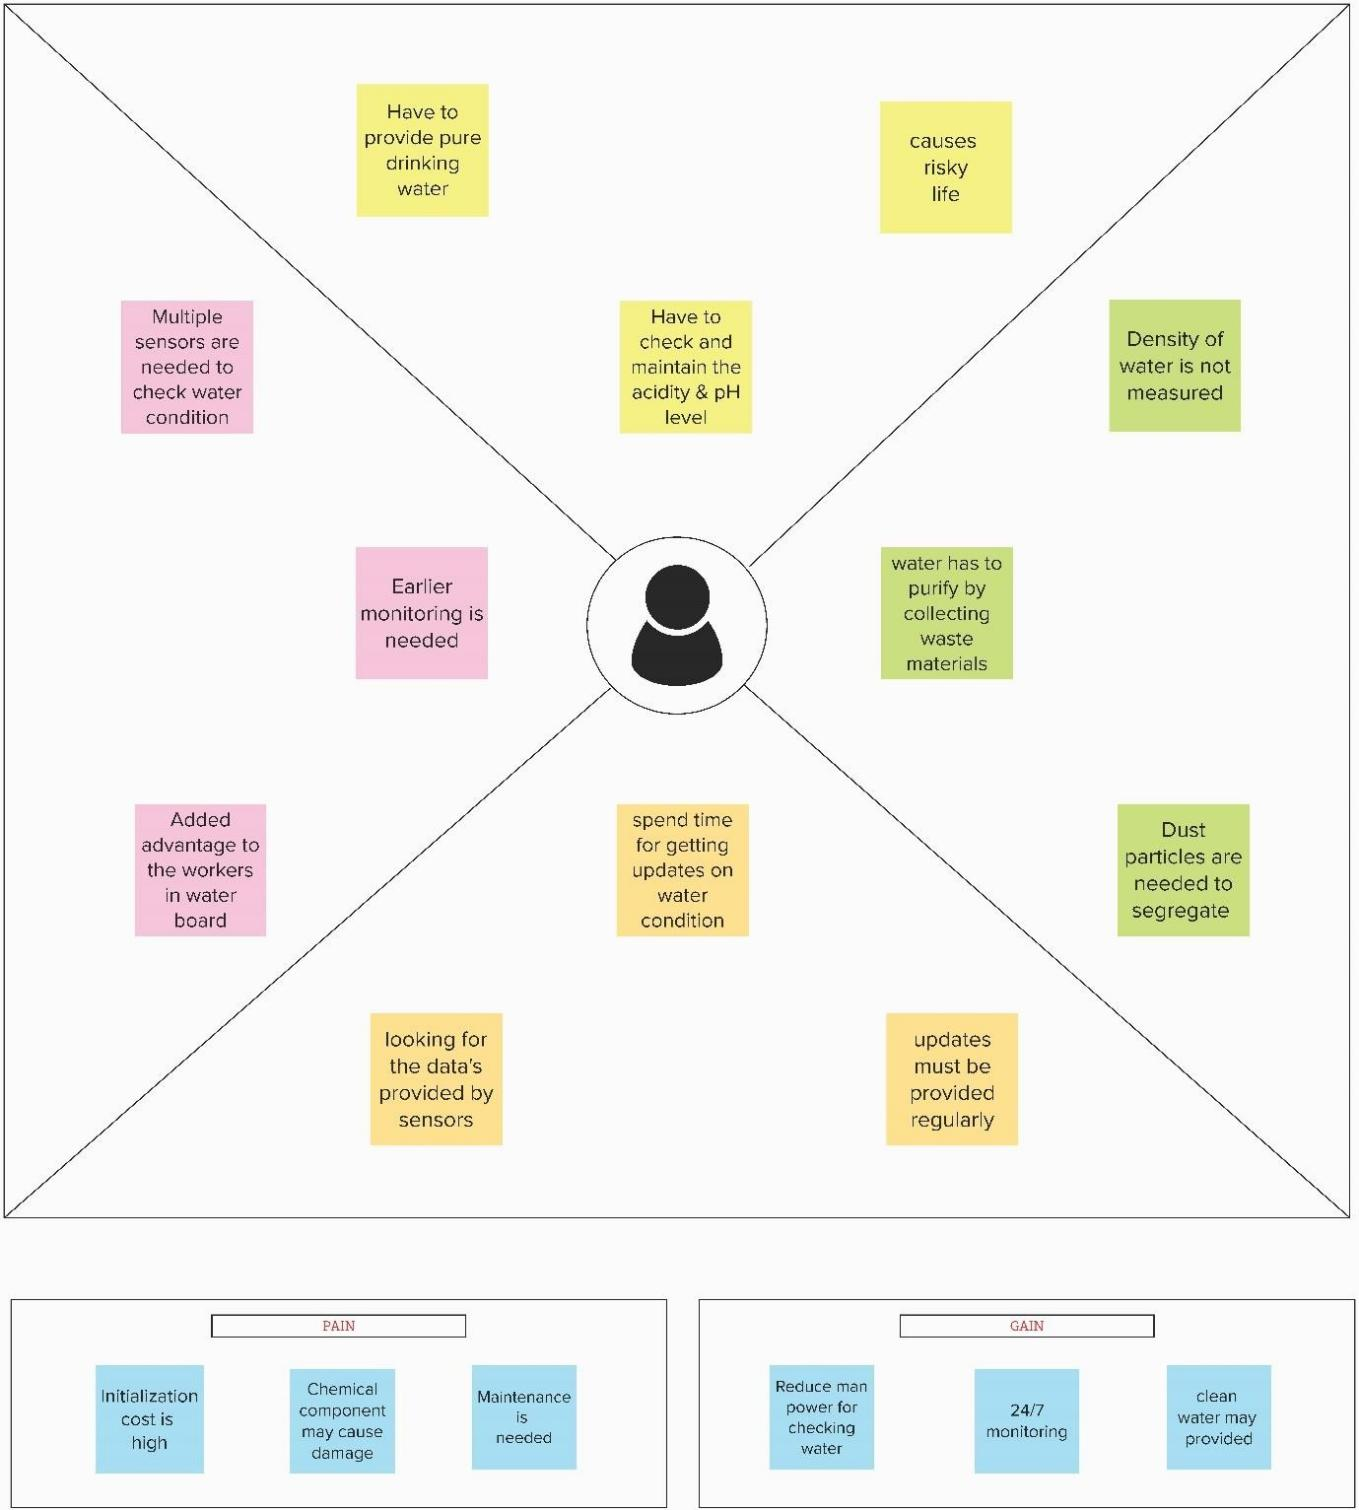 Have to
provide pure
drinking
water
causes
risky
life
Multiple
sensors are
needed to
check water
condition
Have to
check and
maintain the
acidity & pH
level
Density of
water is not
measured
Earlier
monitoring is
needed
water has to
purify by
collecting
waste
materials
Added
advantage to
the workers
in water
board
spend time
for getting
updates on
water
condition
Dust
particles are
needed to
segregate
looking for
the data's
provided by
sensors
updates
must be
provided
regularly
PAIN
Initialization
cost is
high
Chemical
component
may cause
damage
Maintenance
is
needed
GAIN
Reduce man
power for
checking
water
24/7
monitoring
clean
water may
provided